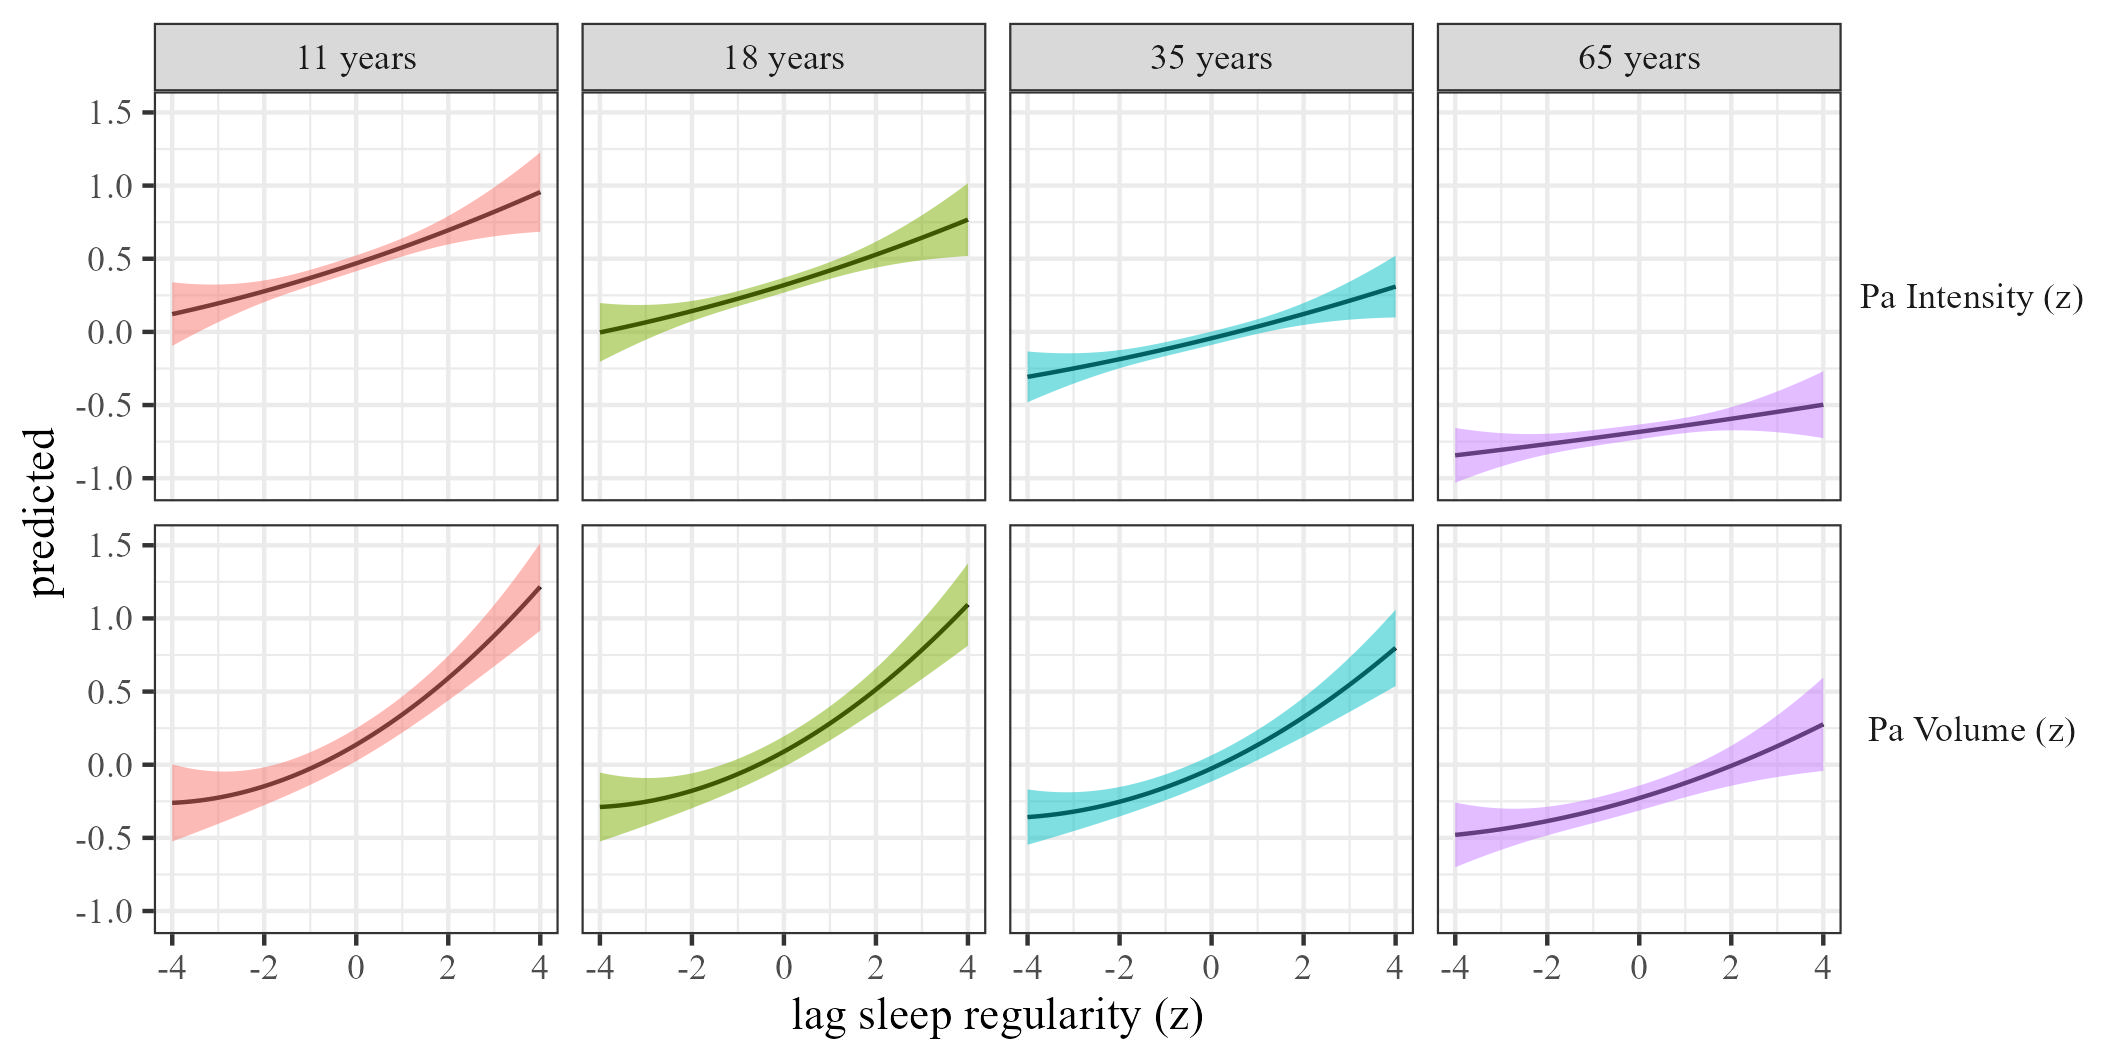 11 years 18 years 35 years 65 years
1.5
1.0
0.5
0.0
-0.5
-1.0
Pa Intensity (z)
predicted
1.5
1.0
0.5
0.0
-0.5
-1.0
Pa Volume (z)
-4 -2 0 2 4 -4 -2 0 2 4 -4 -2 0 2 4 -4 -2 0 2 4
lag sleep regularity (z)